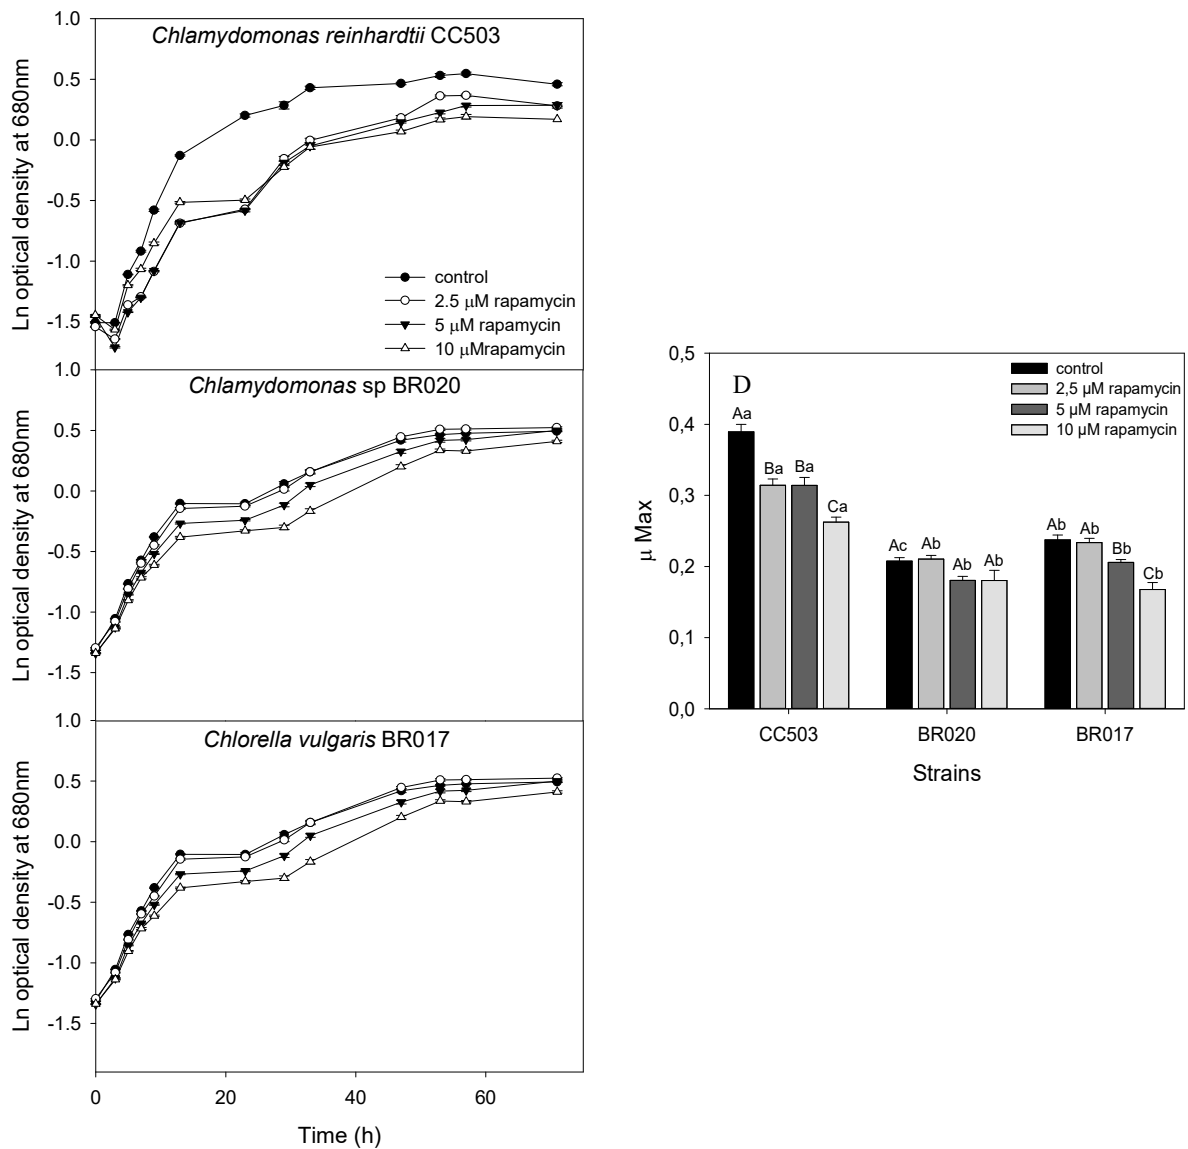 Chlamydomonas reinhardtii CC503
Ln optical density at 680nm
1.0
0.5
0.0
-0.5
-1.0
-1.5
control
2.5 μM rapamycin
5 μM rapamycin
10 μMrapamycin
Chlamydomonas sp BR020
Ln optical density at 680nm
1.0
0.5
0.0
-0.5
-1.0
-1.5
Chlorella vulgaris BR017
Ln optical density at 680nm
1.0
0.5
0.0
-0.5
-1.0
-1.5
0 20 40 60
Time (h)
D
control
2,5 μM rapamycin
5 μM rapamycin
10 μM rapamycin
μ Max
0,5
0,4
0,3
0,2
0,1
0,0
Aa Ba Ba Ca
Ac Ab Ab Ab
Ab Ab Bb Cb
CC503 BR020 BR017
Strains